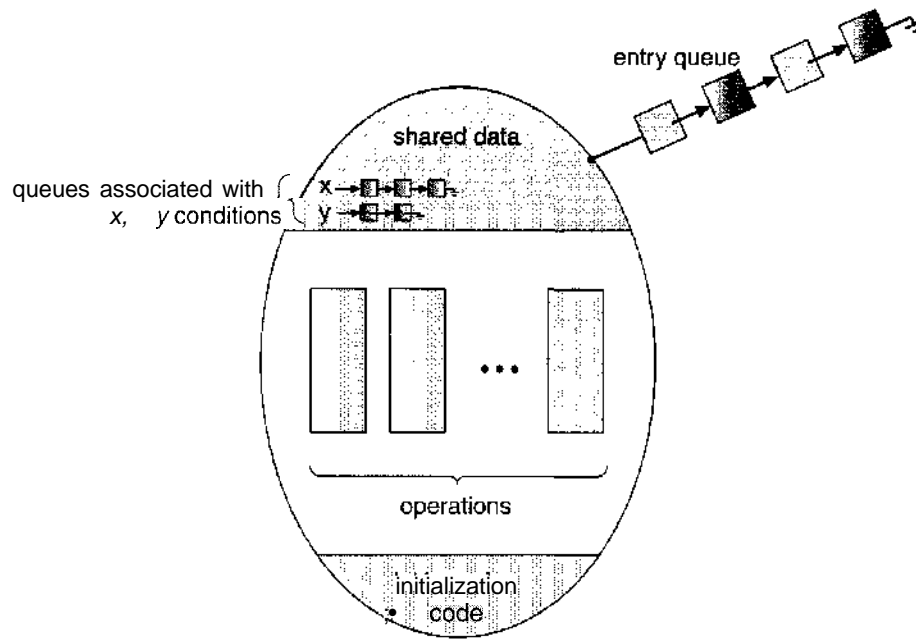 entry queue
shared data
queues associated with
x, y conditions
x
y
operations
initialization
code